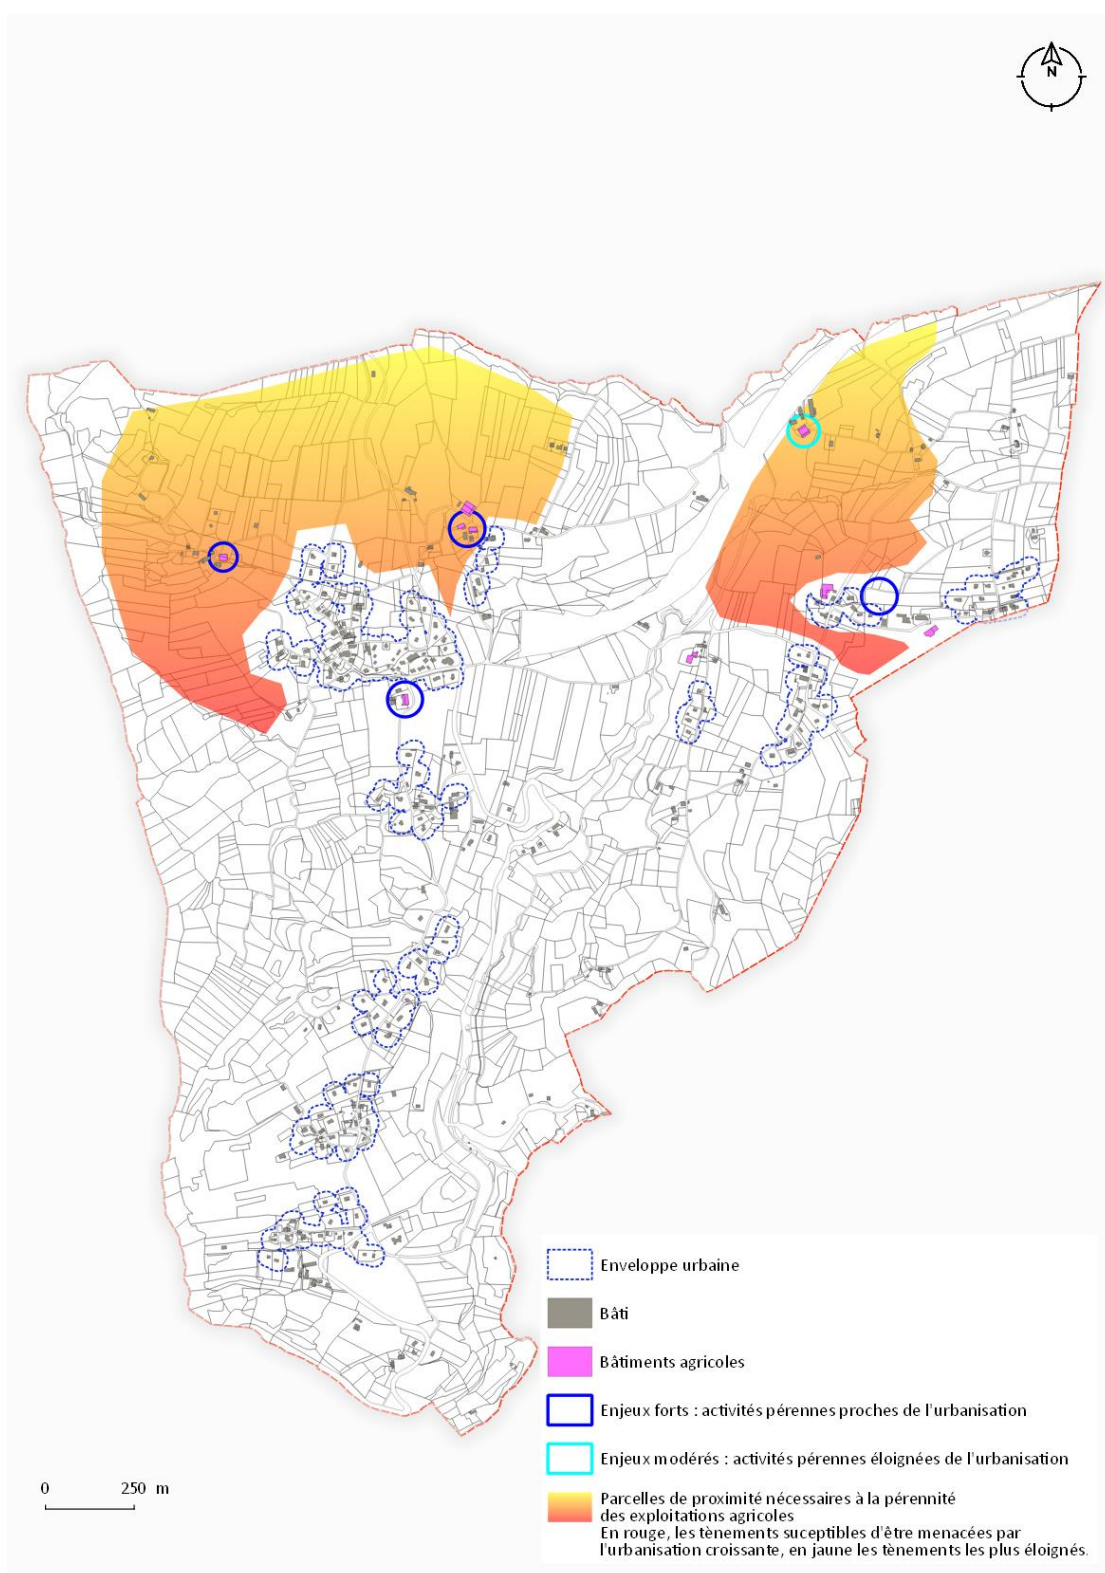 N
Enveloppe urbaine
Bâti
Bâtiments agricoles
Enjeux forts : activités pérennes proches de l'urbanisation
Enjeux modérés : activités pérennes éloignées de l'urbanisation
Parcelles de proximité nécessaires à la pérennité
des exploitations agricoles
En rouge, les tènements suceptibles d'être menacées par
l'urbanisation croissante, en jaune les tènements les plus éloignés.
0 250 m